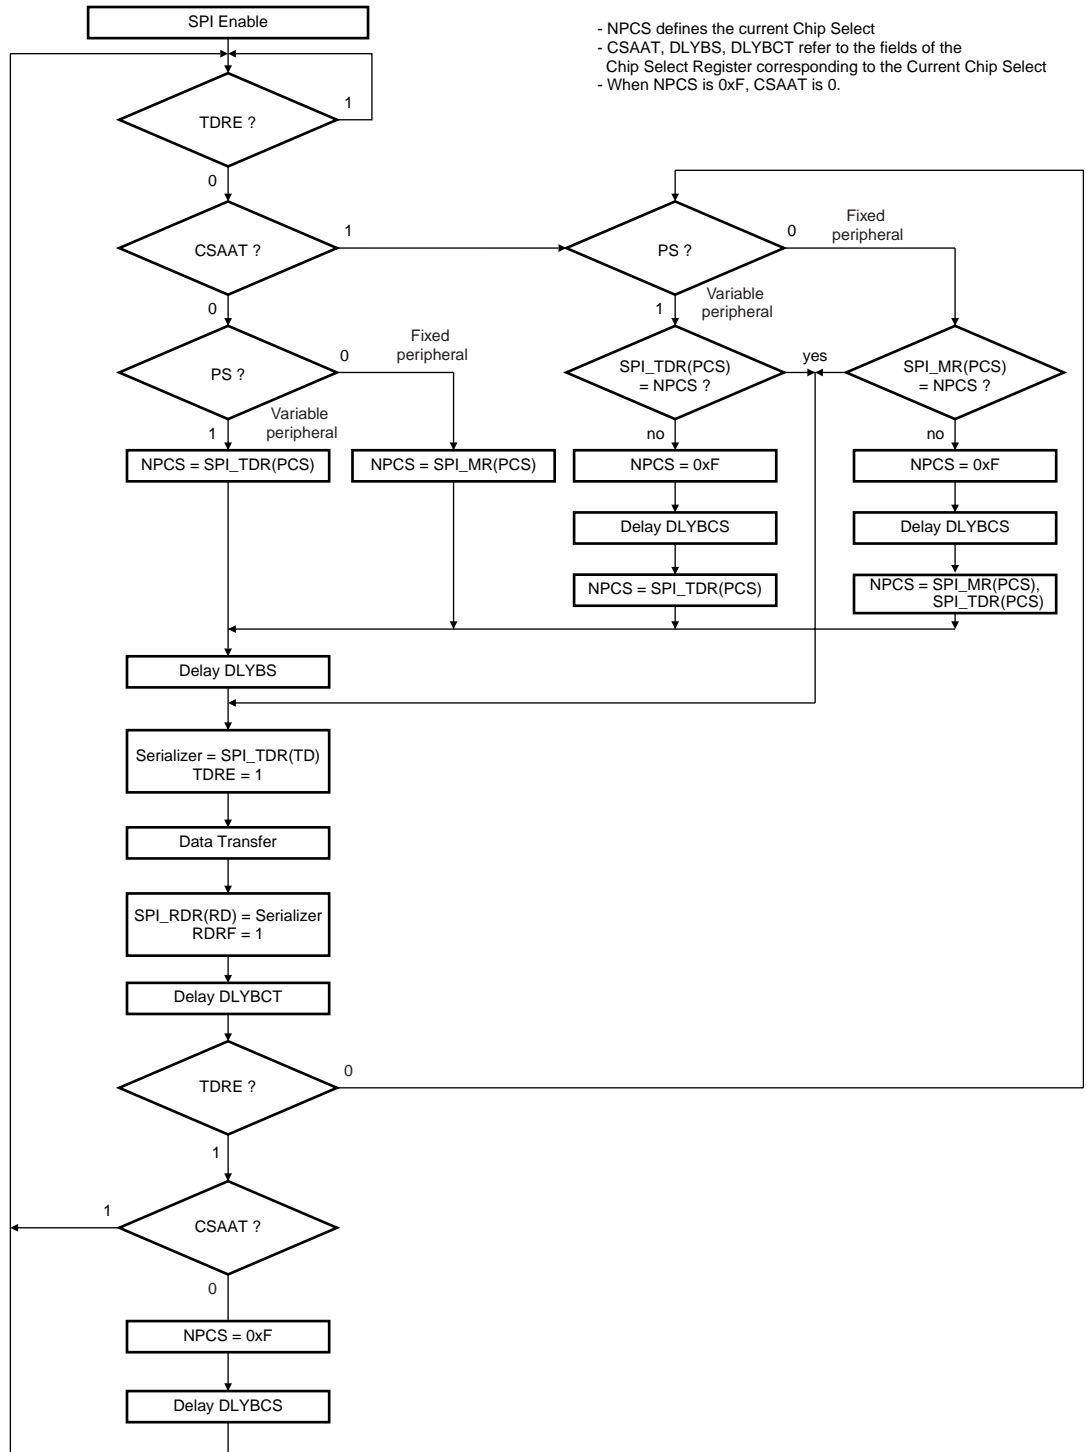 SPI Enable
- NPCS defines the current Chip Select
- CSAAT, DLYBS, DLYBCT refer to the fields of the
Chip Select Register corresponding to the Current Chip Select
- When NPCS is 0xF, CSAAT is 0.
TDRE ?
1
0
CSAAT ?
1
0
PS ?
0
Fixed
peripheral
1
Variable
peripheral
PS ?
0
Fixed
peripheral
1
Variable
peripheral
SPI_TDR(PCS)
= NPCS ?
yes
SPI_MR(PCS)
= NPCS ?
no
no
NPCS = SPI_TDR(PCS)
NPCS = SPI_MR(PCS)
NPCS = 0xF
NPCS = 0xF
Delay DLYBCS
Delay DLYBCS
NPCS = SPI_TDR(PCS)
NPCS = SPI_MR(PCS),
SPI_TDR(PCS)
Delay DLYBS
Serializer = SPI_TDR(TD)
TDRE = 1
Data Transfer
SPI_RDR(RD) = Serializer
RDRF = 1
Delay DLYBCT
TDRE ?
0
1
CSAAT ?
1
0
NPCS = 0xF
Delay DLYBCS